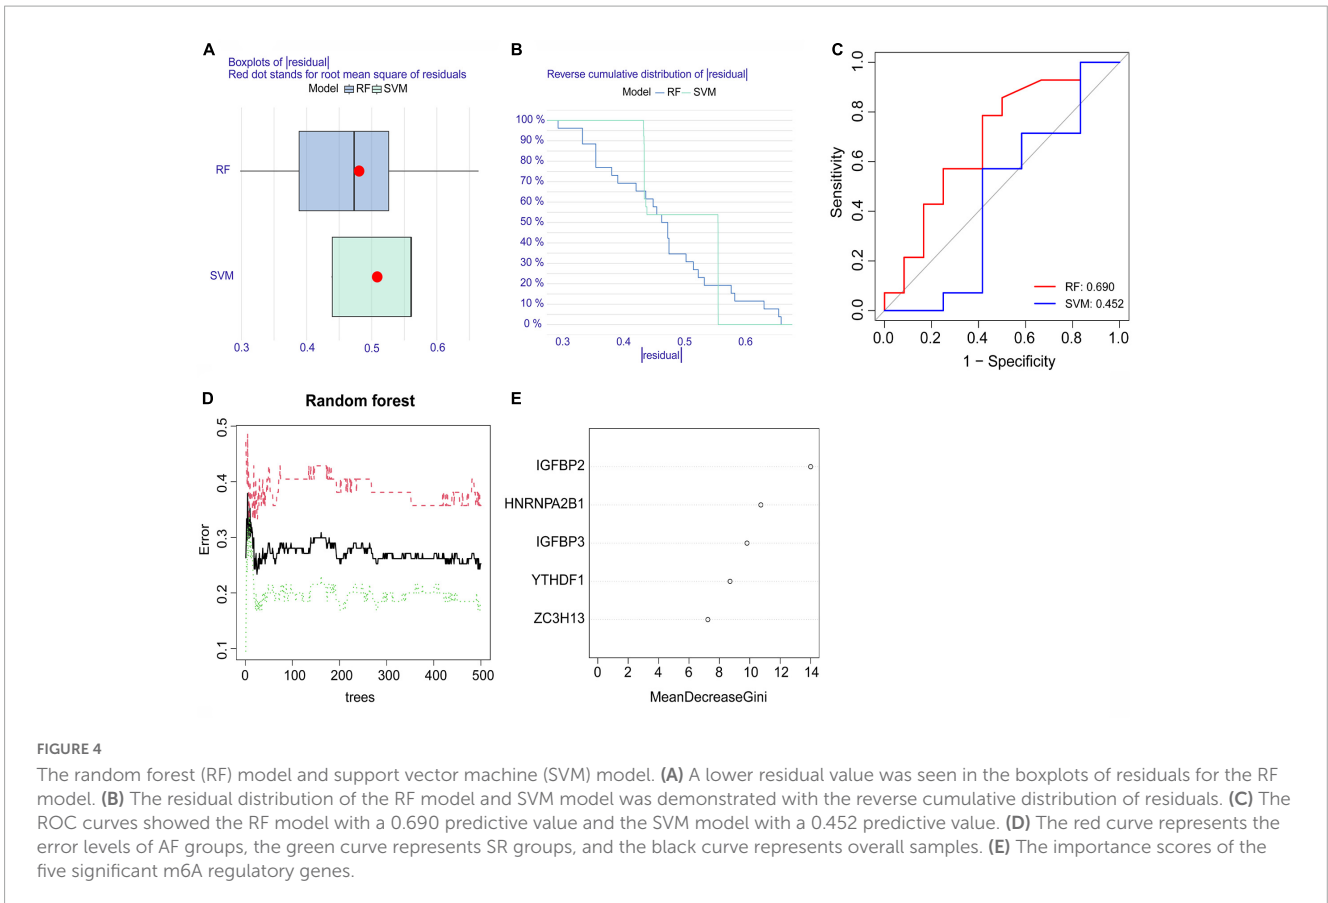 A
Boxplots of |residual|
Red dot stands for root mean square of residuals
Model RF SVM
RF
SVM
0.3 0.4 0.5 0.6
B
Reverse cumulative distribution of |residual|
Model RF SVM
100 %
90 %
80 %
70 %
60 %
50 %
40 %
30 %
20 %
10 %
0 %
0.3 0.4 0.5 0.6
|residual|
C
Sensitivity
1.0
0.8
0.6
0.4
0.2
0.0
RF: 0.690
SVM: 0.452
0.0 0.2 0.4 0.6 0.8 1.0
1 − Specificity
D
Random forest
Error
0.5
0.4
0.3
0.2
0.1
0 100 200 300 400 500
trees
E
IGFBP2
HNRNPA2B1
IGFBP3
YTHDF1
ZC3H13
0 2 4 6 8 10 12 14
MeanDecreaseGini
FIGURE 4
The random forest (RF) model and support vector machine (SVM) model. (A) A lower residual value was seen in the boxplots of residuals for the RF
model. (B) The residual distribution of the RF model and SVM model was demonstrated with the reverse cumulative distribution of residuals. (C) The
ROC curves showed the RF model with a 0.690 predictive value and the SVM model with a 0.452 predictive value. (D) The red curve represents the
error levels of AF groups, the green curve represents SR groups, and the black curve represents overall samples. (E) The importance scores of the
five significant m6A regulatory genes.